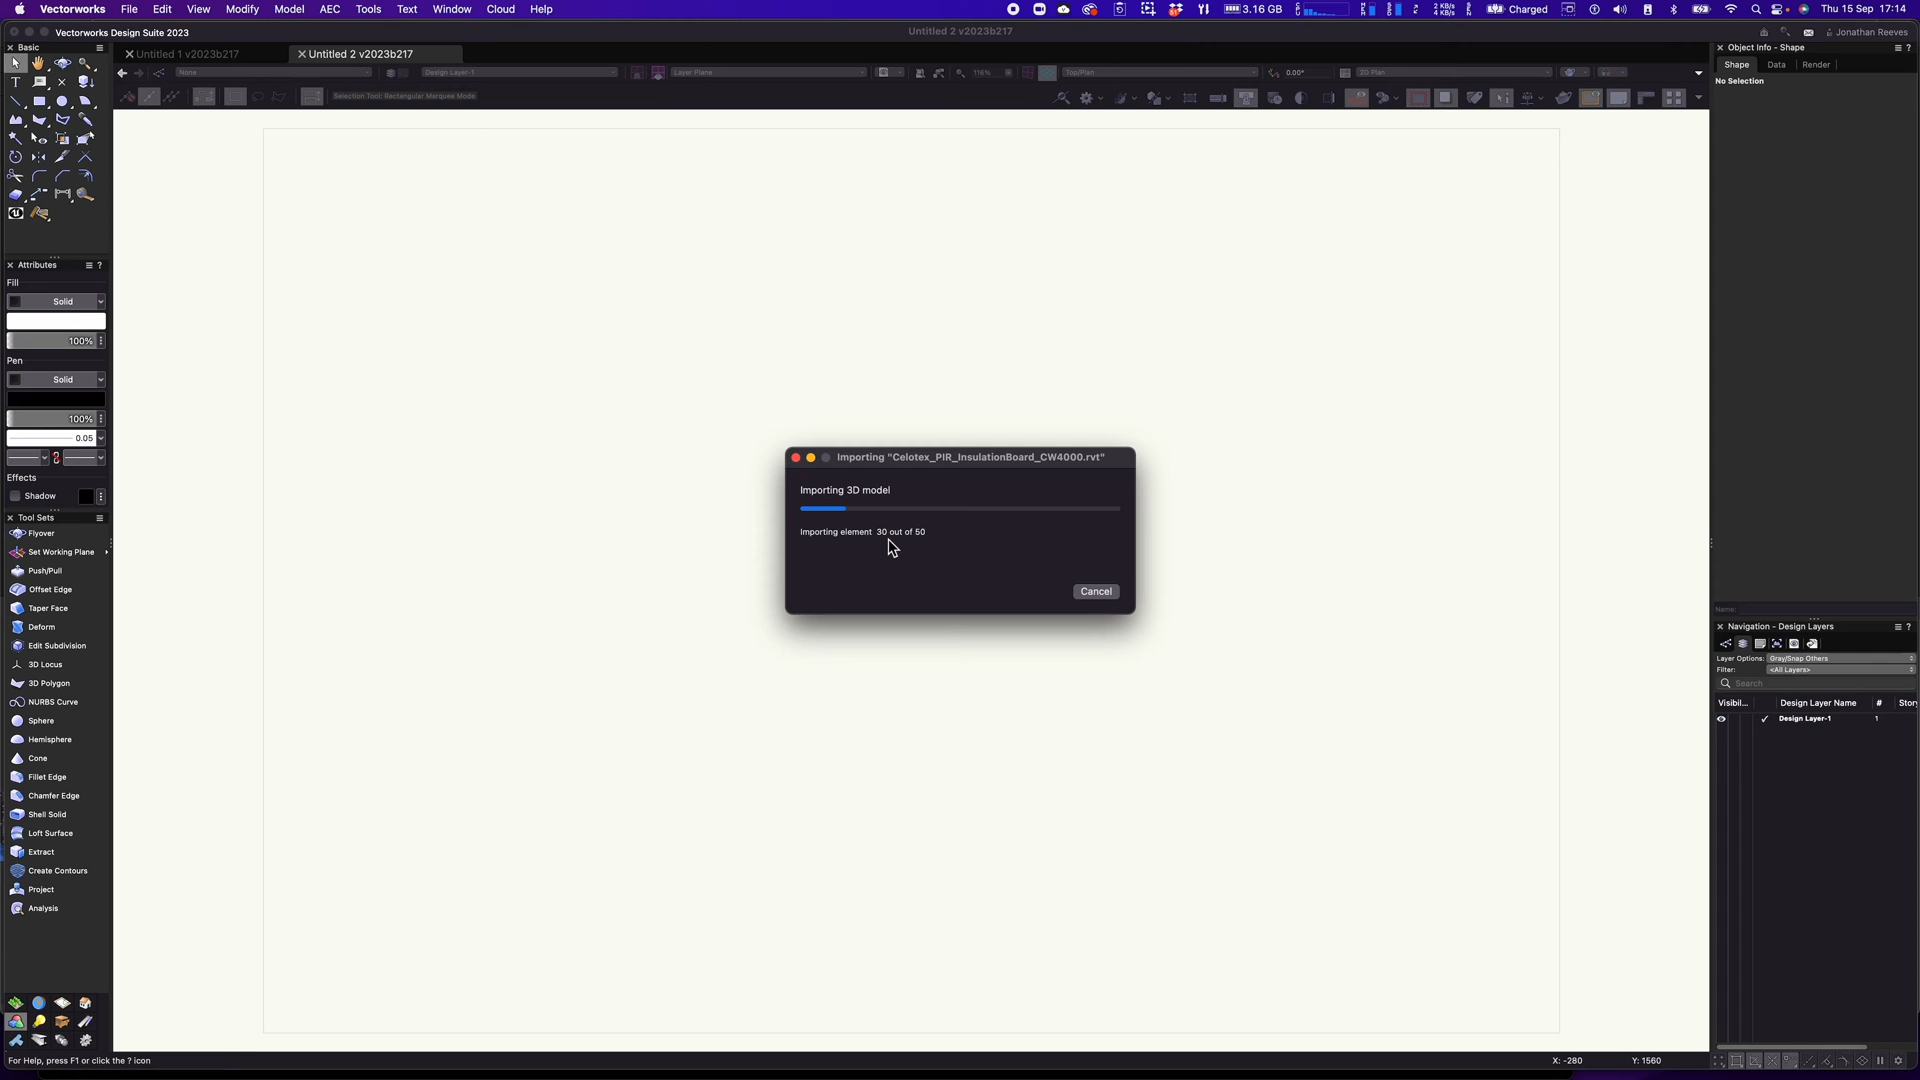 Vectorworks File Edit View Modify Model AEC Tools Text Window Cloud Help 3.16 GB 2 KB/s 4 KB/s Charged Thu 15 Sep 17:14
Vectorworks Design Suite 2023 Untitled 2 v2023b217 Jonathan Reeves
Basic
Untitled 1 v2023b217 Untitled 2 v2023b217
None Design Layer-1 Layer Plane 116% Top/Plan 0.00° 2D Plan
Selection Tool: Rectangular Marquee Mode
Attributes ?
Fill
Solid
100%
Pen
Solid
100%
0.05
Effects
Shadow
Tool Sets
Flyover
Set Working Plane
Push/Pull
Offset Edge
Taper Face
Deform
Edit Subdivision
3D Locus
3D Polygon
NURBS Curve
Sphere
Hemisphere
Cone
Fillet Edge
Chamfer Edge
Shell Solid
Loft Surface
Extract
Create Contours
Project
Analysis
For Help, press F1 or click the ? icon
Importing "Celotex_PIR_InsulationBoard_CW4000.rvt"
Importing 3D model
Importing element 30 out of 50
Cancel
Object Info - Shape ?
Shape Data Render
No Selection
Name:
Navigation - Design Layers ?
Layer Options: Gray/Snap Others
Filter: <All Layers>
Search
Visibil... Design Layer Name # Story
Design Layer-1 1
X: -280 Y: 1560